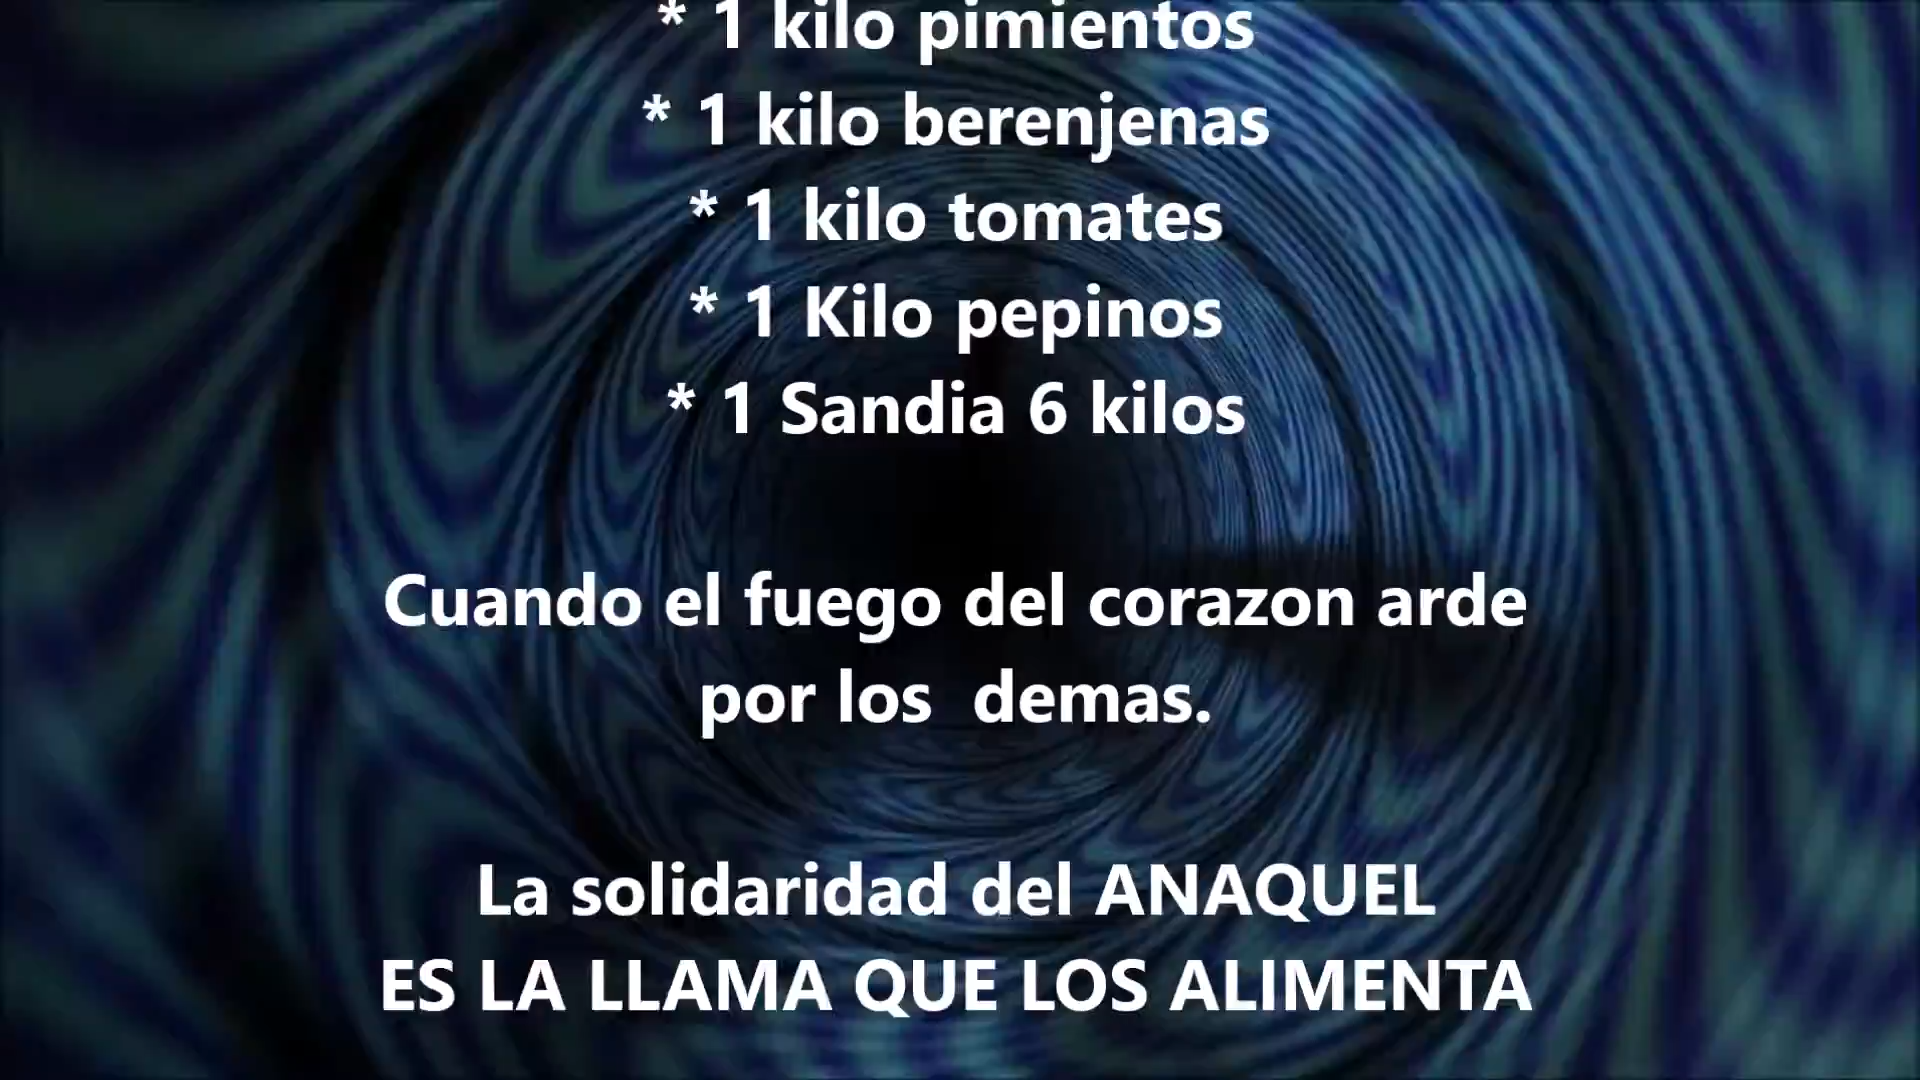 * 1 kilo pimientos
* 1 kilo berenjenas
* 1 kilo tomates
* 1 Kilo pepinos
* 1 Sandia 6 kilos
Cuando el fuego del corazon arde
por los  demas.
La solidaridad del ANAQUEL
ES LA LLAMA QUE LOS ALIMENTA